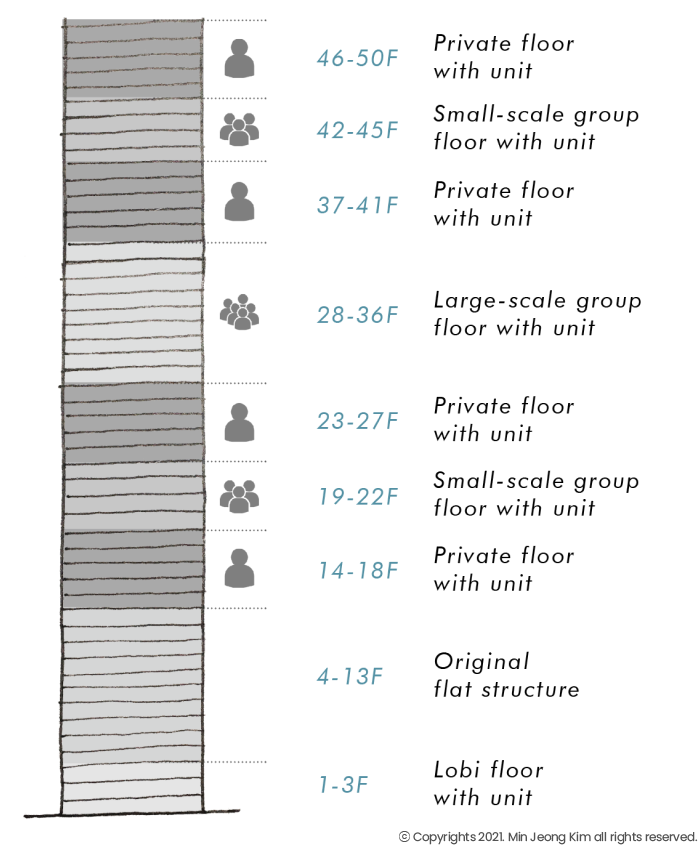 46-50F
Private floor
with unit
42-45F
Small-scale group
floor with unit
37-41F
Private floor
with unit
28-36F
Large-scale group
floor with unit
23-27F
Private floor
with unit
19-22F
Small-scale group
floor with unit
14-18F
Private floor
with unit
4-13F
Original
flat structure
1-3F
Lobi floor
with unit
ⓒ Copyrights 2021. Min Jeong Kim all rights reserved.